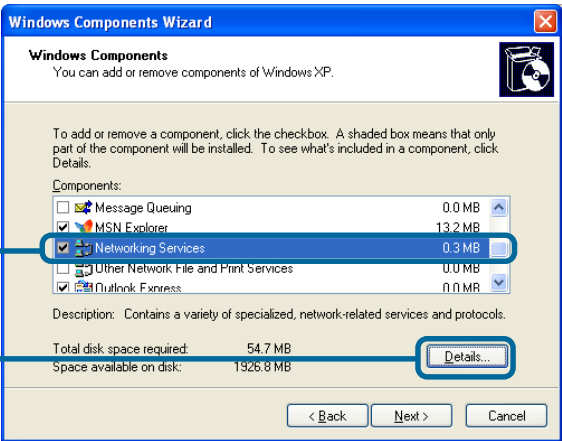 Windows Components Wizard
Windows Components
You can add or remove components of Windows XP.
To add or remove a component, click the checkbox. A shaded box means that only
part of the component will be installed. To see what's included in a component, click
Details.
Components:
Message Queuing 0.0 MB
MSN Explorer 13.2 MB
Networking Services 0.3 MB
Other Network File and Print Services 0.0 MB
Outlook Express 0.0 MB
Description: Contains a variety of specialized, network-related services and protocols.
Total disk space required: 54.7 MB
Space available on disk: 1926.8 MB
Details...
< Back Next > Cancel